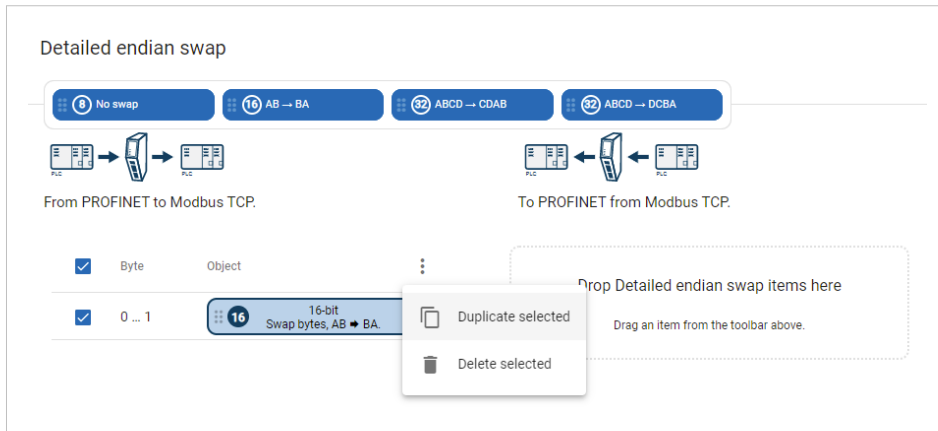 Detailed endian swap
8 No swap
16 AB → BA
32 ABCD → CDAB
32 ABCD → DCBA
PLC PLC
PLC PLC
From PROFINET to Modbus TCP.
To PROFINET from Modbus TCP.
Byte Object
0 ... 1
16 16-bit
Swap bytes, AB ➡ BA.
Duplicate selected
Delete selected
Drop Detailed endian swap items here
Drag an item from the toolbar above.